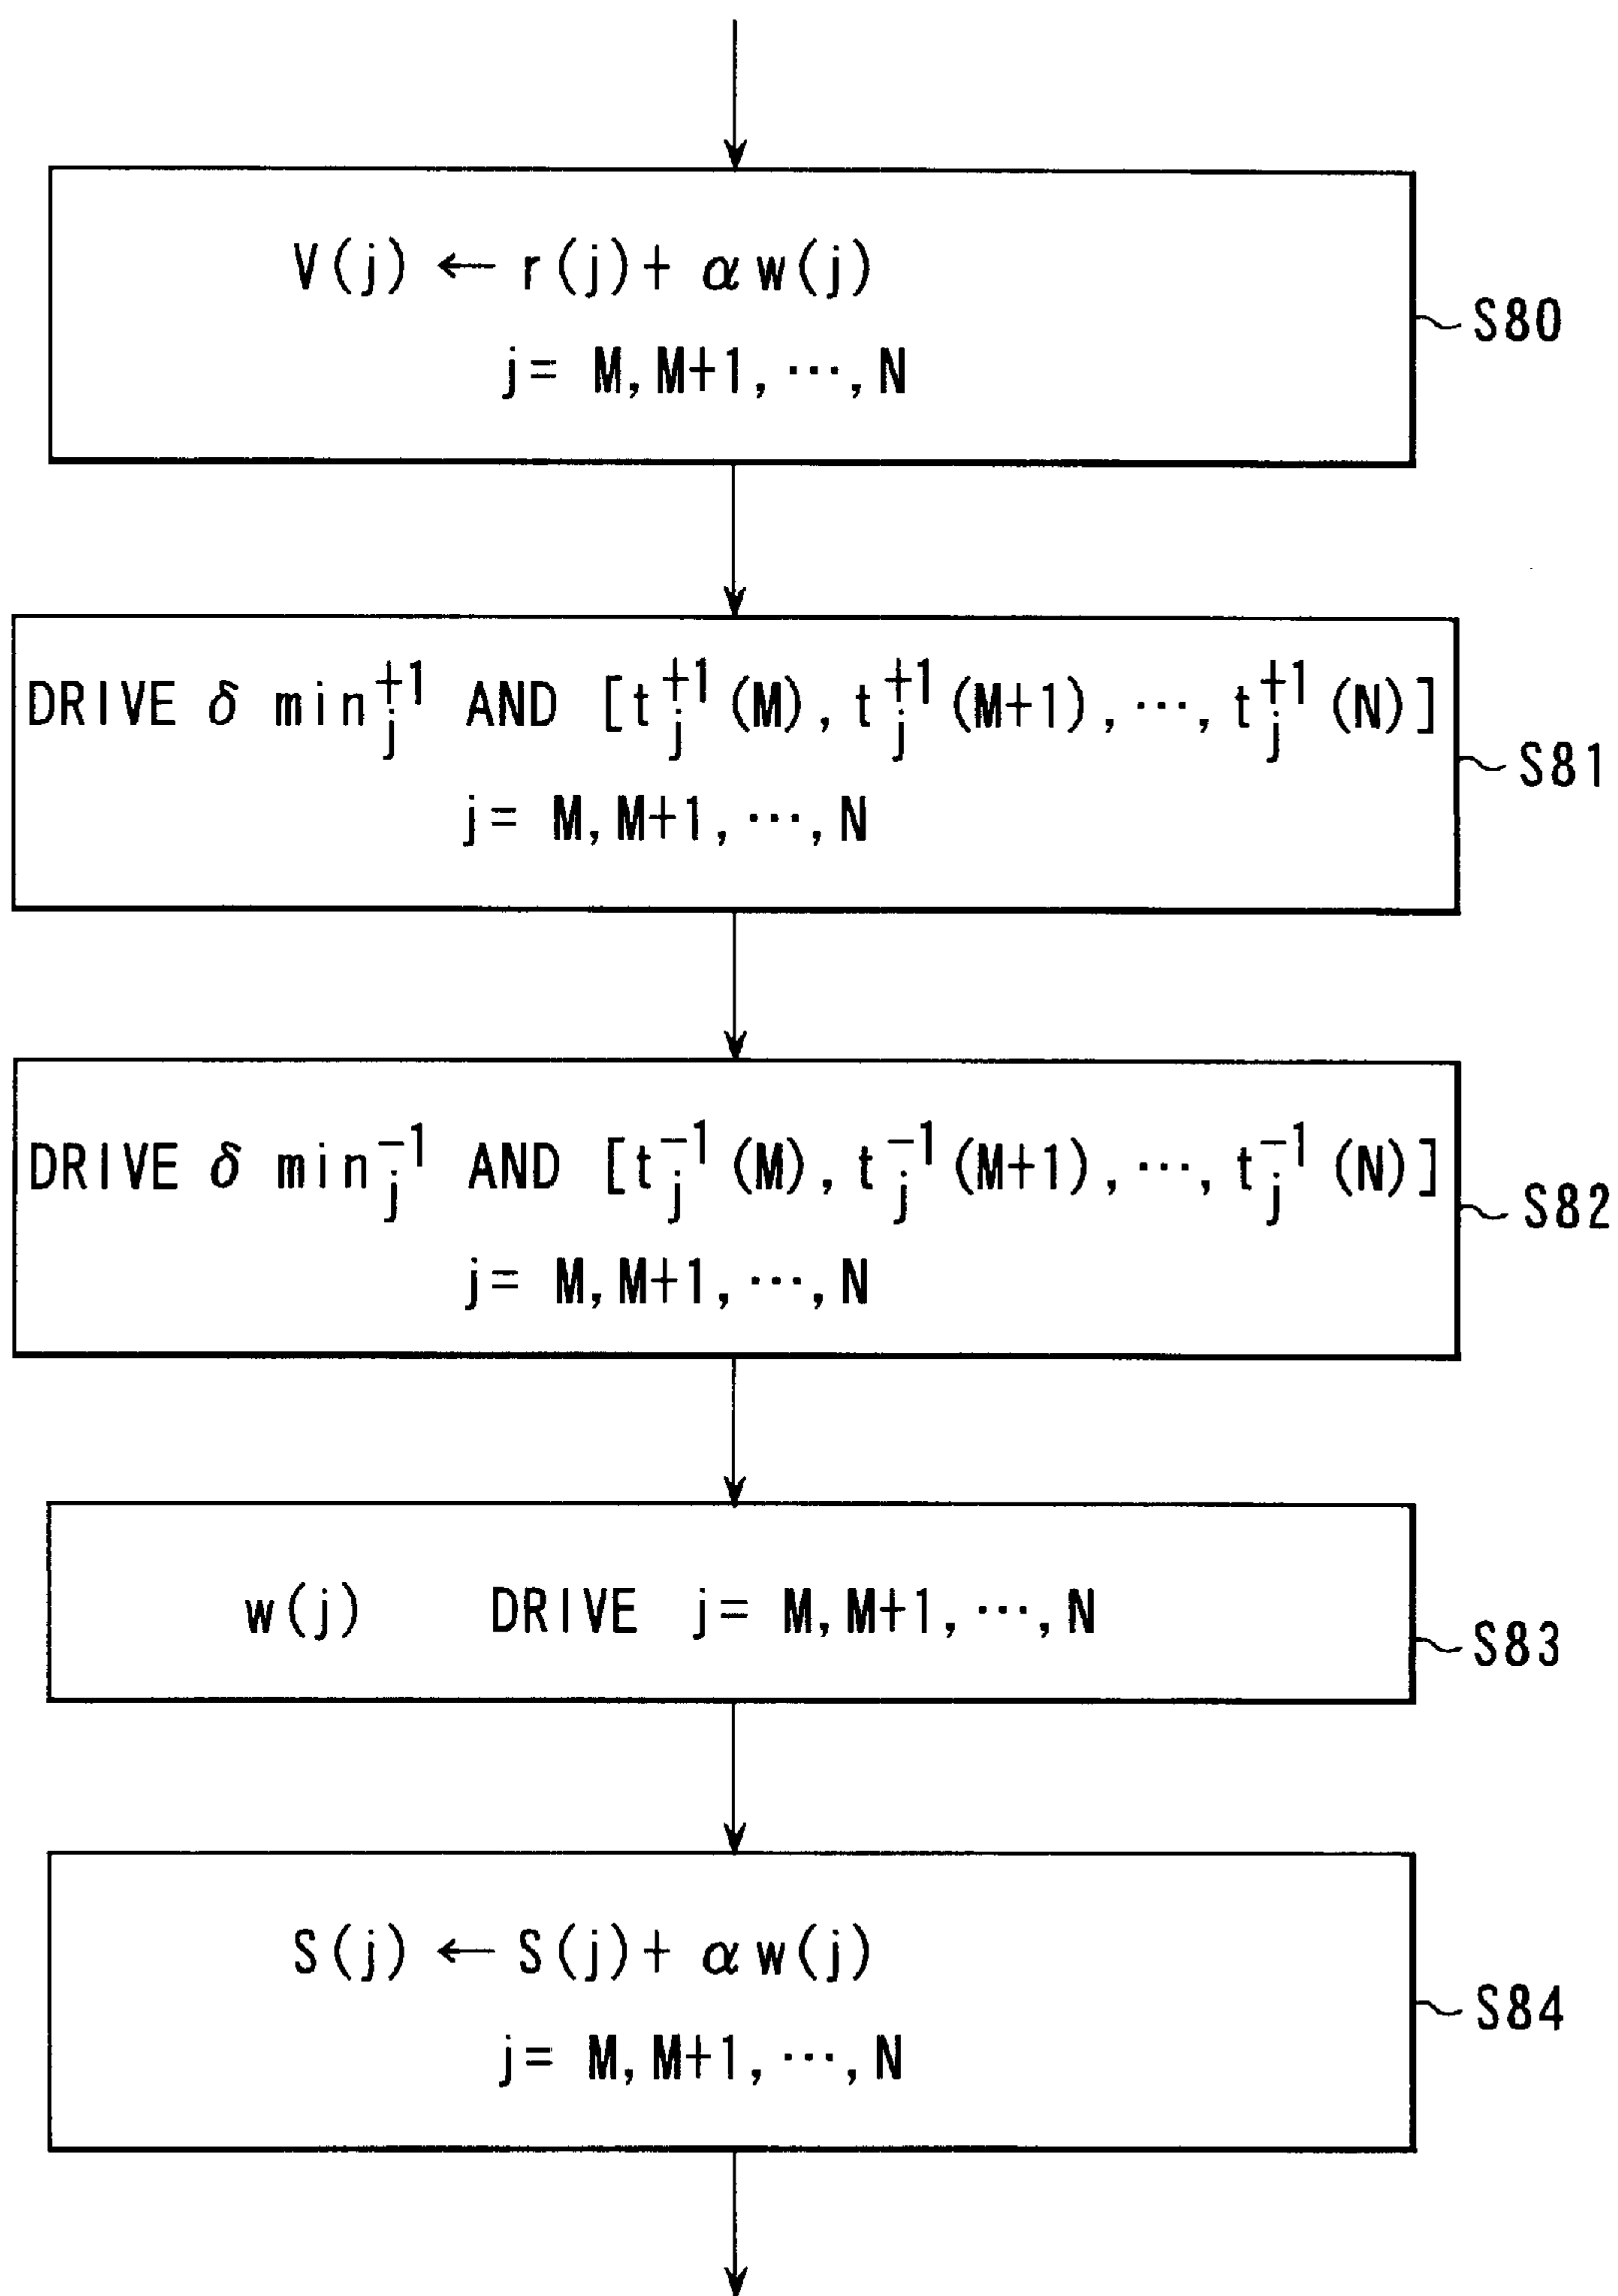 V(j) ← r(j)+ αw(j)
j= M,M+1,⋯,N
S80
DRIVE δ min_j^{+1} AND [t_j^{+1}(M),t_j^{+1}(M+1),⋯,t_j^{+1}(N)]
j= M,M+1,⋯,N
S81
DRIVE δ min_j^{-1} AND [t_j^{-1}(M),t_j^{-1}(M+1),⋯,t_j^{-1}(N)]
j= M,M+1,⋯,N
S82
w(j) DRIVE j= M,M+1,⋯,N
S83
S(j) ← S(j)+ αw(j)
j= M,M+1,⋯,N
S84